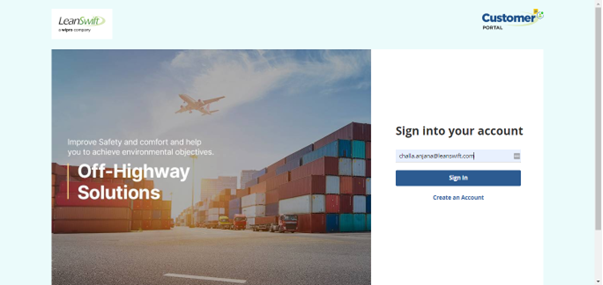 LeanSwift
a wipro company
Customer
PORTAL
Improve Safety and comfort and help
you to achieve environmental objectives.
Off-Highway
Solutions
Sign into your account
challa.anjana@leanswift.com
Sign In
Create an Account